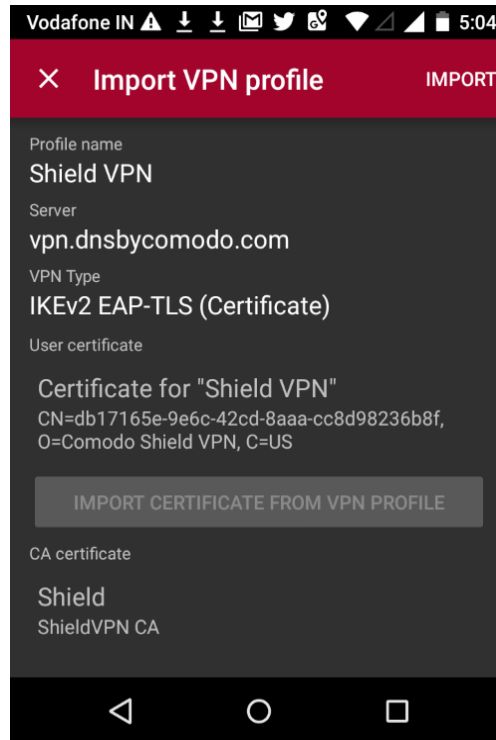 Vodafone IN 5:04
Import VPN profile IMPORT
Profile name
Shield VPN
Server
vpn.dnsbycomodo.com
VPN Type
IKEv2 EAP-TLS (Certificate)
User certificate
Certificate for "Shield VPN"
CN=db17165e-9e6c-42cd-8aaa-cc8d98236b8f,
O=Comodo Shield VPN, C=US
IMPORT CERTIFICATE FROM VPN PROFILE
CA certificate
Shield
ShieldVPN CA